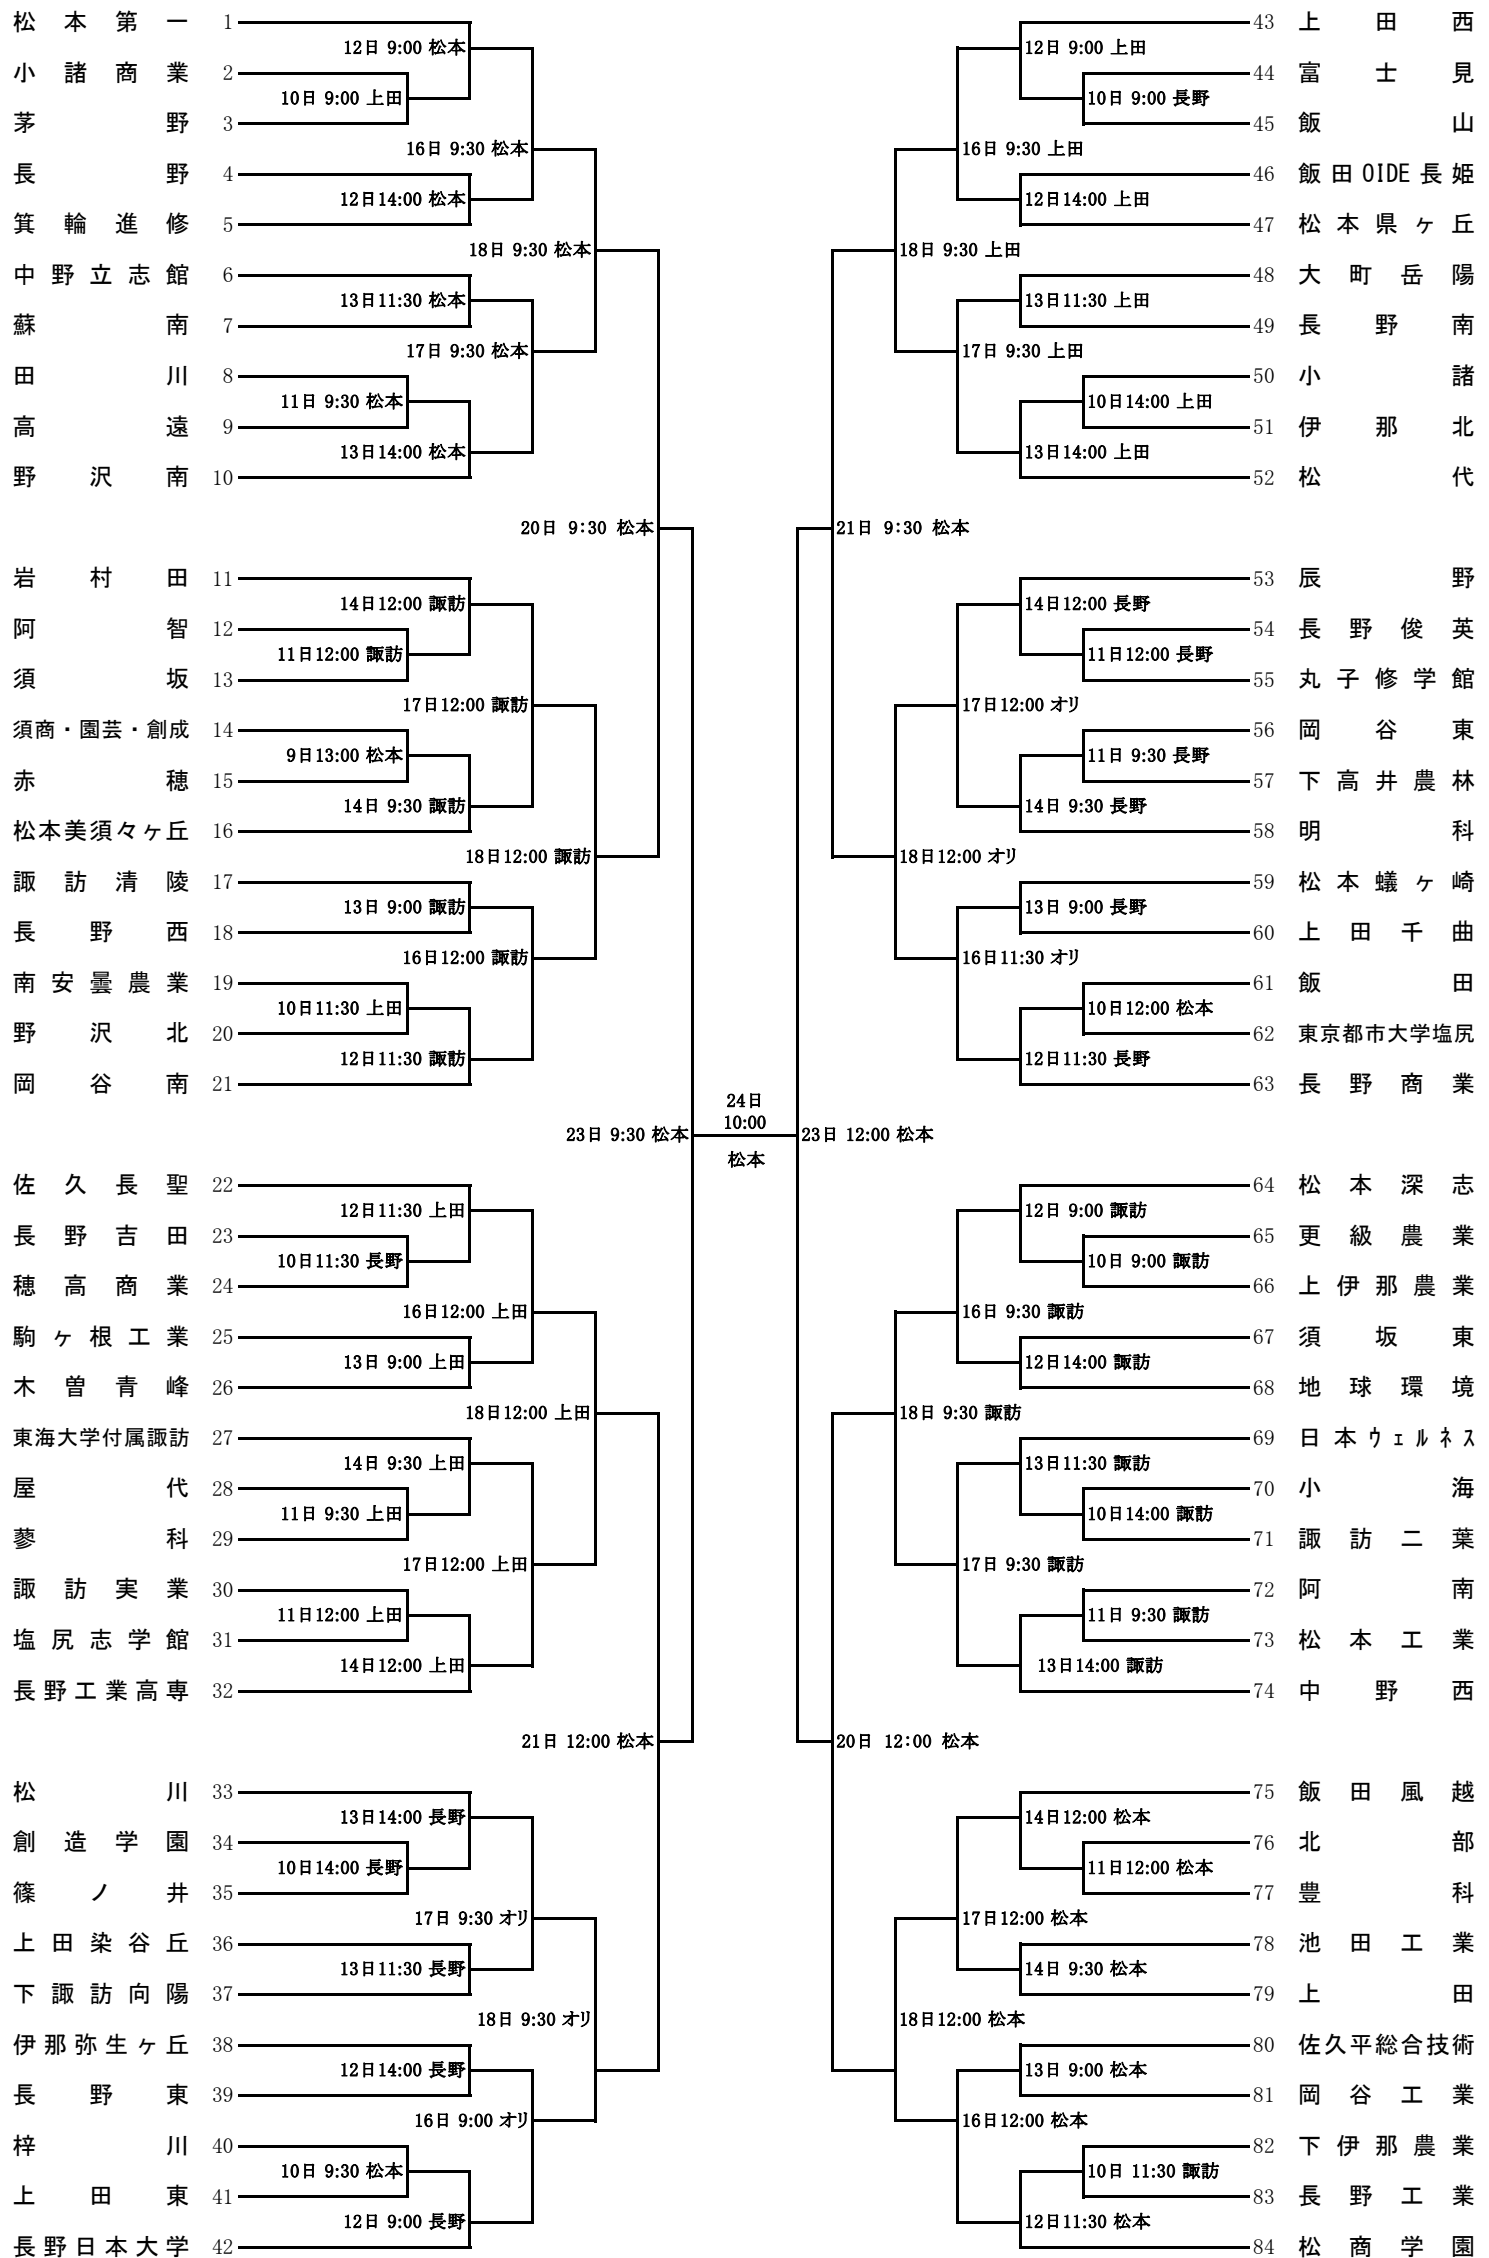 松本第一 1
12日 9:00 松本
小諸商業 2
10日 9:00 上田
茅野 3
16日 9:30 松本
長野 4
12日14:00 松本
箕輪進修 5
18日 9:30 松本
中野立志館 6
13日11:30 松本
蘇南 7
17日 9:30 松本
田川 8
11日 9:30 松本
高遠 9
13日14:00 松本
野沢南 10
20日 9:30 松本
岩村田 11
14日12:00 諏訪
阿智 12
11日12:00 諏訪
須坂 13
17日12:00 諏訪
須商・園芸・創成 14
9日13:00 松本
赤穂 15
14日 9:30 諏訪
松本美須々ヶ丘 16
18日12:00 諏訪
諏訪清陵 17
13日 9:00 諏訪
長野西 18
16日12:00 諏訪
南安曇農業 19
10日11:30 上田
野沢北 20
12日11:30 諏訪
岡谷南 21
23日 9:30 松本
佐久長聖 22
12日11:30 上田
長野吉田 23
10日11:30 長野
穂高商業 24
16日12:00 上田
駒ヶ根工業 25
13日 9:00 上田
木曽青峰 26
18日12:00 上田
東海大学付属諏訪 27
14日 9:30 上田
屋代 28
11日 9:30 上田
蓼科 29
17日12:00 上田
諏訪実業 30
11日12:00 上田
塩尻志学館 31
14日12:00 上田
長野工業高専 32
21日 12:00 松本
松川 33
13日14:00 長野
創造学園 34
10日14:00 長野
篠ノ井 35
17日 9:30 オリ
上田染谷丘 36
13日11:30 長野
下諏訪向陽 37
18日 9:30 オリ
伊那弥生ヶ丘 38
12日14:00 長野
長野東 39
16日 9:00 オリ
梓川 40
10日 9:30 松本
上田東 41
12日 9:00 長野
長野日本大学 42
24日
10:00
松本
43 上田西
12日 9:00 上田
44 富士見
10日 9:00 長野
45 飯山
16日 9:30 上田
46 飯田OIDE長姫
12日14:00 上田
47 松本県ヶ丘
18日 9:30 上田
48 大町岳陽
13日11:30 上田
49 長野南
17日 9:30 上田
50 小諸
10日14:00 上田
51 伊那北
13日14:00 上田
52 松代
21日 9:30 松本
53 辰野
14日12:00 長野
54 長野俊英
11日12:00 長野
55 丸子修学館
17日12:00 オリ
56 岡谷東
11日 9:30 長野
57 下高井農林
14日 9:30 長野
58 明科
18日12:00 オリ
59 松本蟻ヶ崎
13日 9:00 長野
60 上田千曲
16日11:30 オリ
61 飯田
10日12:00 松本
62 東京都市大学塩尻
12日11:30 長野
63 長野商業
23日 12:00 松本
64 松本深志
12日 9:00 諏訪
65 更級農業
10日 9:00 諏訪
66 上伊那農業
16日 9:30 諏訪
67 須坂東
12日14:00 諏訪
68 地球環境
18日 9:30 諏訪
69 日本ｳｪﾙﾈｽ
13日11:30 諏訪
70 小海
10日14:00 諏訪
71 諏訪二葉
17日 9:30 諏訪
72 阿南
11日 9:30 諏訪
73 松本工業
13日14:00 諏訪
74 中野西
20日 12:00 松本
75 飯田風越
14日12:00 松本
76 北部
11日12:00 松本
77 豊科
17日12:00 松本
78 池田工業
14日 9:30 松本
79 上田
18日12:00 松本
80 佐久平総合技術
13日 9:00 松本
81 岡谷工業
16日12:00 松本
82 下伊那農業
10日 11:30 諏訪
83 長野工業
12日11:30 松本
84 松商学園